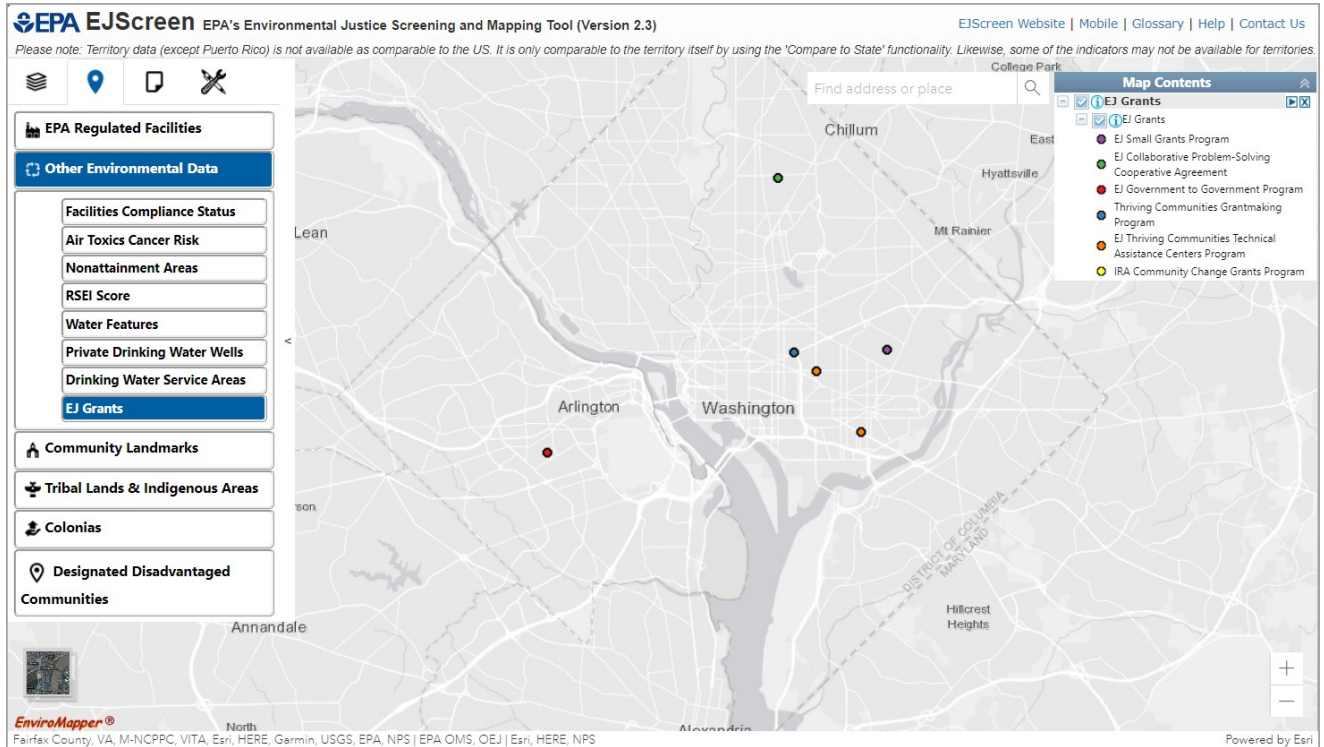 EPA EJScreen EPA's Environmental Justice Screening and Mapping Tool (Version 2.3)
EJScreen Website | Mobile | Glossary | Help | Contact Us
Please note: Territory data (except Puerto Rico) is not available as comparable to the US. It is only comparable to the territory itself by using the 'Compare to State' functionality. Likewise, some of the indicators may not be available for territories.
EPA Regulated Facilities
Other Environmental Data
Facilities Compliance Status
Air Toxics Cancer Risk
Nonattainment Areas
RSEI Score
Water Features
Private Drinking Water Wells
Drinking Water Service Areas
EJ Grants
Community Landmarks
Tribal Lands & Indigenous Areas
Colonias
Designated Disadvantaged
Communities
<
Find address or place
Map Contents
EJ Grants
EJ Grants
EJ Small Grants Program
EJ Collaborative Problem-Solving
Cooperative Agreement
EJ Government to Government Program
Thriving Communities Grantmaking
Program
EJ Thriving Communities Technical
Assistance Centers Program
IRA Community Change Grants Program
College Park
Chillum
East
Hyattsville
Lean
Mt Rainier
Arlington
Washington
son
DISTRICT OF COLUMBIA
MARYLAND
Hillcrest
Heights
Annandale
North
Alexandria
+
−
EnviroMapper ®
Fairfax County, VA, M-NCPPC, VITA, Esri, HERE, Garmin, USGS, EPA, NPS | EPA OMS, OEJ | Esri, HERE, NPS
Powered by Esri